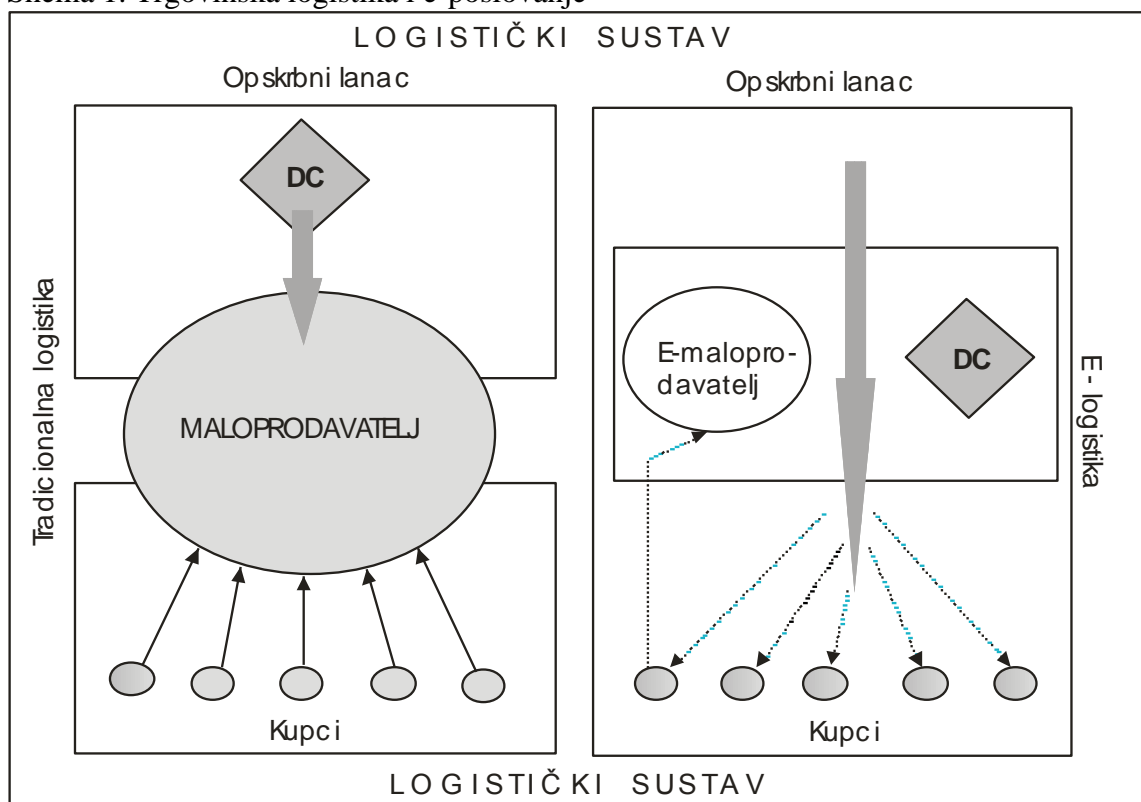 Shema 1. Trgovinska logistika i e-poslovanje
LOGISTIČKI SUSTAV
Opskrbni lanac
Opskrbni lanac
DC
Tradicionalna logistika
MALOPRODAVATELJ
Kupci
E-malopro-
davatelj
DC
E - logistika
Kupci
LOGISTIČKI SUSTAV